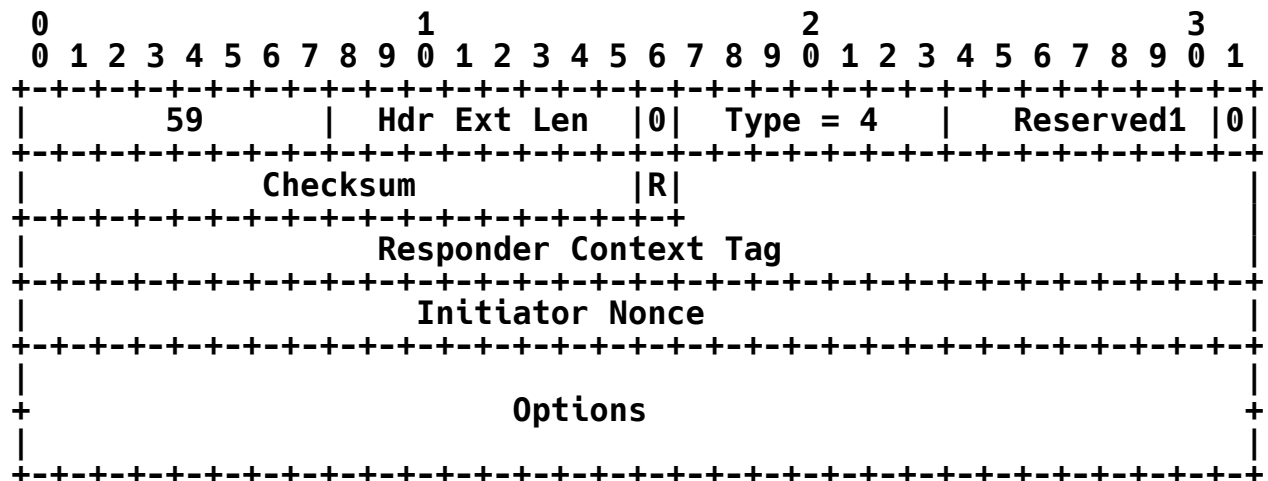 0                   1                   2                   3
 0 1 2 3 4 5 6 7 8 9 0 1 2 3 4 5 6 7 8 9 0 1 2 3 4 5 6 7 8 9 0 1
+-+-+-+-+-+-+-+-+-+-+-+-+-+-+-+-+-+-+-+-+-+-+-+-+-+-+-+-+-+-+-+-+
|       59      |  Hdr Ext Len  |0|  Type = 4   |   Reserved1 |0|
+-+-+-+-+-+-+-+-+-+-+-+-+-+-+-+-+-+-+-+-+-+-+-+-+-+-+-+-+-+-+-+-+
|            Checksum           |R|                             |
+-+-+-+-+-+-+-+-+-+-+-+-+-+-+-+-+-+                             |
|                  Responder Context Tag                        |
+-+-+-+-+-+-+-+-+-+-+-+-+-+-+-+-+-+-+-+-+-+-+-+-+-+-+-+-+-+-+-+-+
|                    Initiator Nonce                            |
+-+-+-+-+-+-+-+-+-+-+-+-+-+-+-+-+-+-+-+-+-+-+-+-+-+-+-+-+-+-+-+-+
|                                                               |
+                         Options                               +
|                                                               |
+-+-+-+-+-+-+-+-+-+-+-+-+-+-+-+-+-+-+-+-+-+-+-+-+-+-+-+-+-+-+-+-+